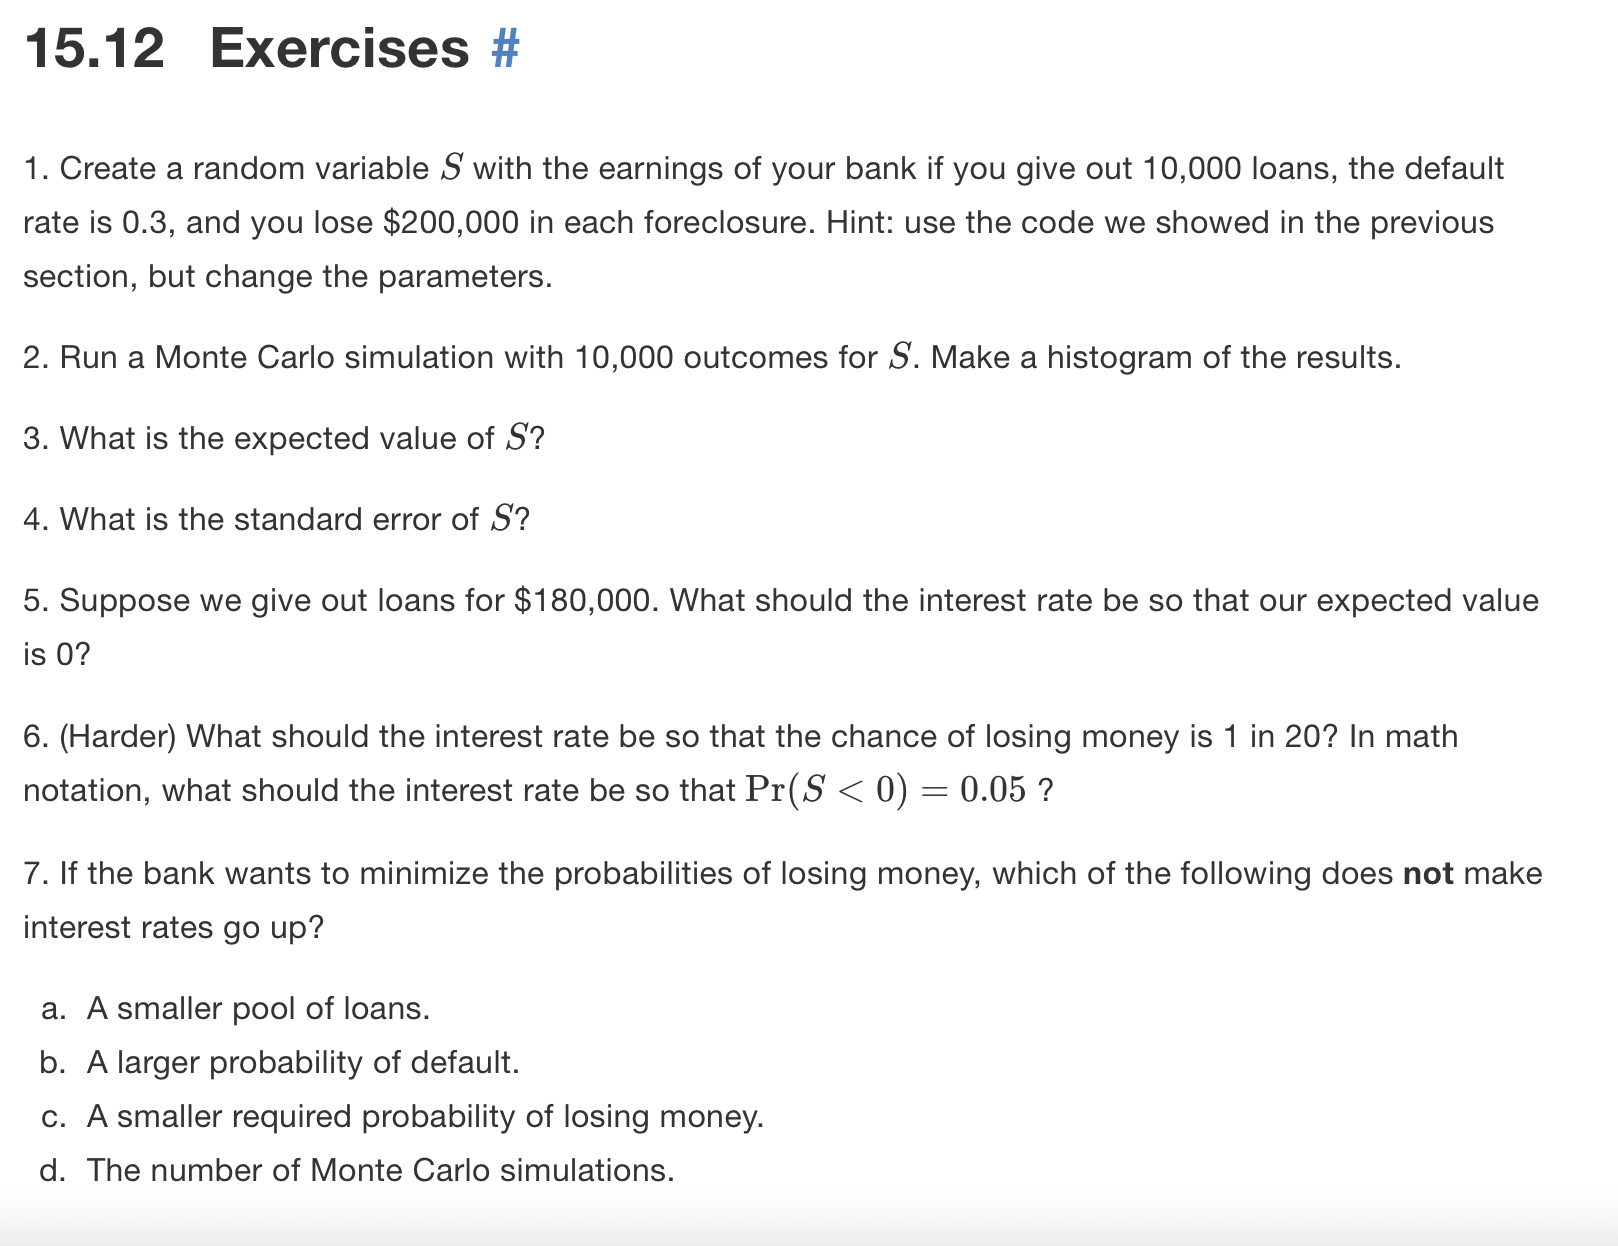 15.12 Exercises #
1. Create a random variable S with the earnings of your bank if you give out 10,000 loans, the default
rate is 0.3, and you lose $200,000 in each foreclosure. Hint: use the code we showed in the previous
section, but change the parameters.
2. Run a Monte Carlo simulation with 10,000 outcomes for S. Make a histogram of the results.
3. What is the expected value of S?
4. What is the standard error of S?
5. Suppose we give out loans for $180,000. What should the interest rate be so that our expected value
is 0?
6. (Harder) What should the interest rate be so that the chance of losing money is 1 in 20? In math
notation, what should the interest rate be so that Pr(S < 0) = 0.05 ?
7. If the bank wants to minimize the probabilities of losing money, which of the following does not make
interest rates go up?
a. A smaller pool of loans.
b. A larger probability of default.
c. A smaller required probability of losing money.
d. The number of Monte Carlo simulations.